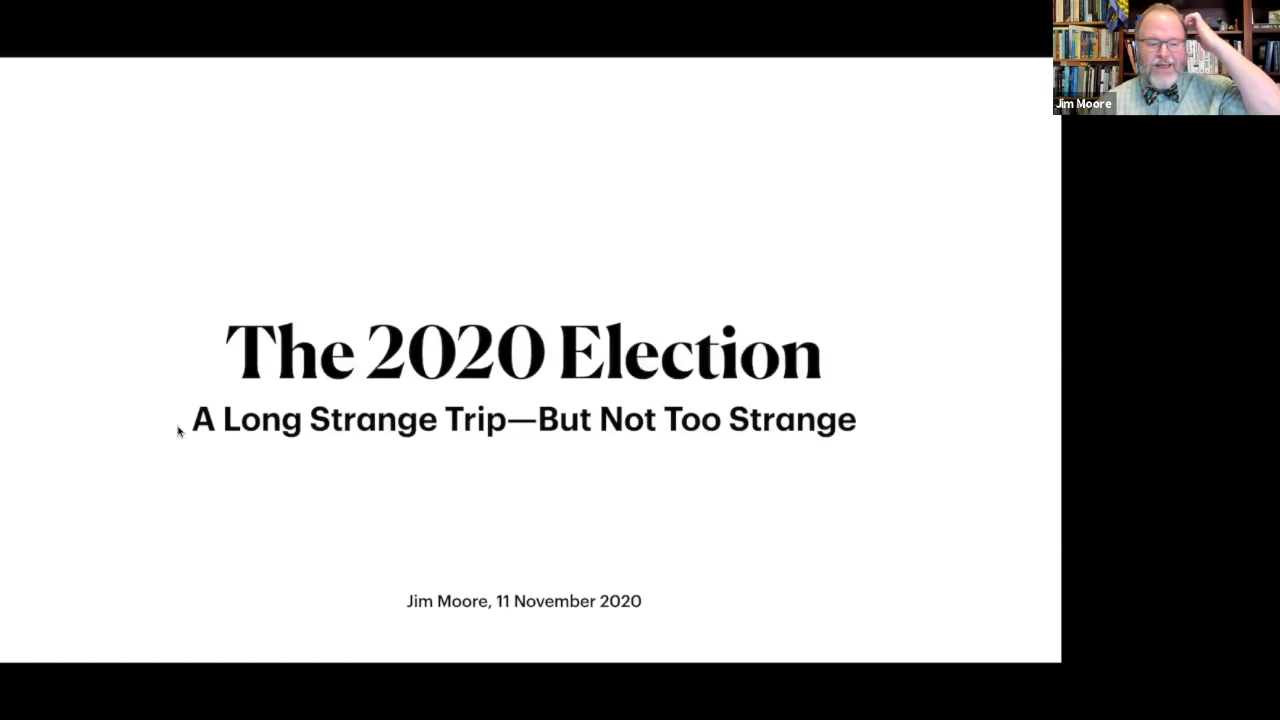 The 2020 Election
A Long Strange Trip—But Not Too Strange
Jim Moore, 11 November 2020
Jim Moore